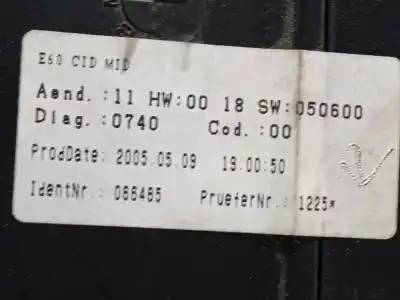 E60 CID MID
Aend.:11 HW:00 18 SW:050600
Diag.:0740 Cod.:00
ProdDate: 2005.05.09 19:00:50
IdentNr.: 066465 PrueferNr.: 1225*